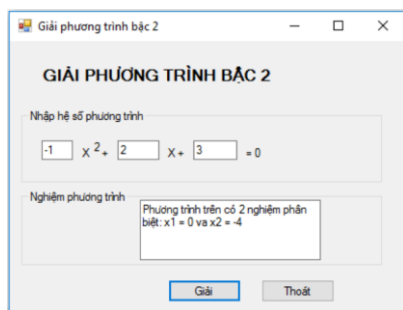 Giải phương trình bậc 2
GIẢI PHƯƠNG TRÌNH BẬC 2
Nhập hệ số phương trình
-1 X 2 + 2 X + 3 = 0
Nghiệm phương trình
Phương trình trên có 2 nghiệm phân
biệt: x1 = 0 va x2 = -4
Giải Thoát